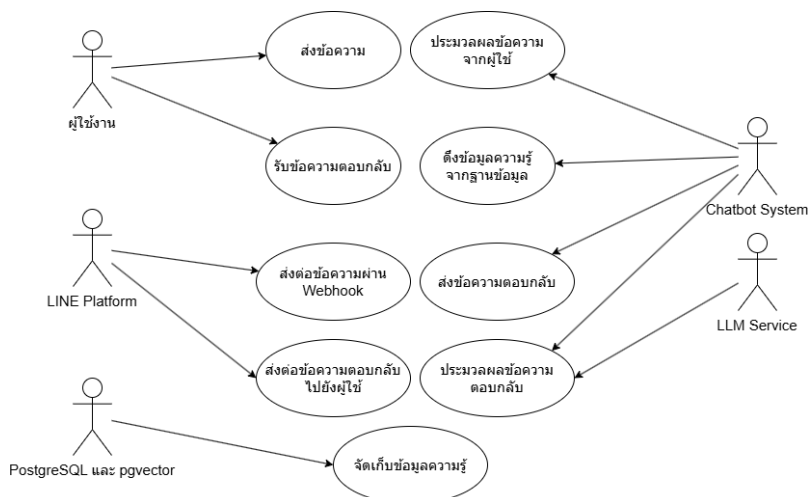 ส่งข้อความ
ประมวลผลข้อความ
จากผู้ใช้
ผู้ใช้งาน
รับข้อความตอบกลับ
ดึงข้อมูลความรู้
จากฐานข้อมูล
Chatbot System
LINE Platform
ส่งต่อข้อความผ่าน
Webhook
ส่งข้อความตอบกลับ
LLM Service
ส่งต่อข้อความตอบกลับ
ไปยังผู้ใช้
ประมวลผลข้อความ
ตอบกลับ
PostgreSQL และ pgvector
จัดเก็บข้อมูลความรู้